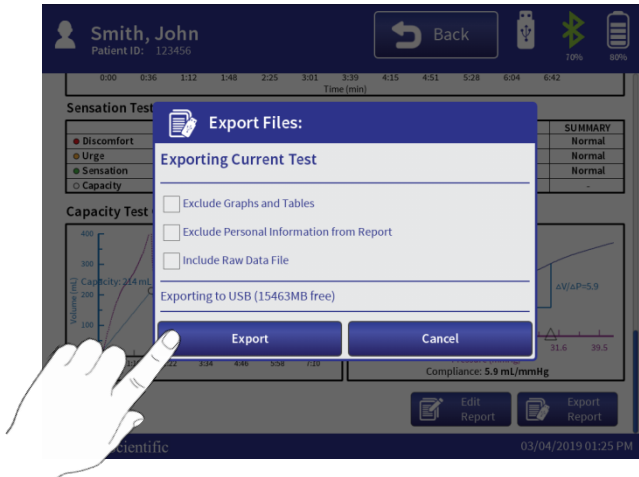 Smith, John
Patient ID: 123456
Back
70%
80%
0:00 0:36 1:12 1:48 2:25 3:01 3:39 4:15 4:51 5:28 6:04 6:42
Time (min)
Sensation Test
SUMMARY
Discomfort Normal
Urge Normal
Sensation Normal
Capacity -
Export Files:
Exporting Current Test
Exclude Graphs and Tables
Exclude Personal Information from Report
Include Raw Data File
Exporting to USB (15463MB free)
Export Cancel
Capacity Test
400
300
200
100
Volume (mL)
Capacity: 214 mL
3:34 4:46 5:58 7:10
ΔV/ΔP=5.9
31.6 39.5
Compliance: 5.9 mL/mmHg
Edit Report
Export Report
03/04/2019 01:25 PM